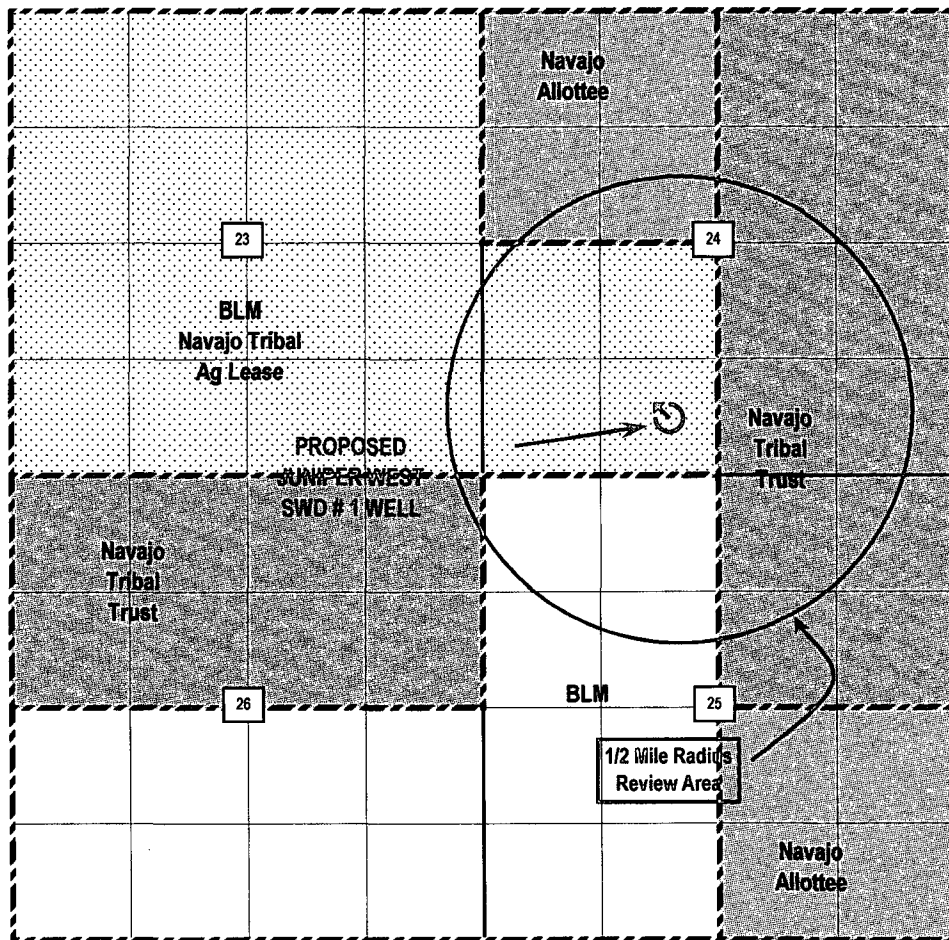 Navajo
Allottee
23
24
BLM
Navajo Tribal
Ag Lease
PROPOSED
JUNIPER WEST
SWD # 1 WELL
Navajo
Tribal
Trust
Navajo
Tribal
Trust
26
BLM
25
1/2 Mile Radius
Review Area
Navajo
Allottee